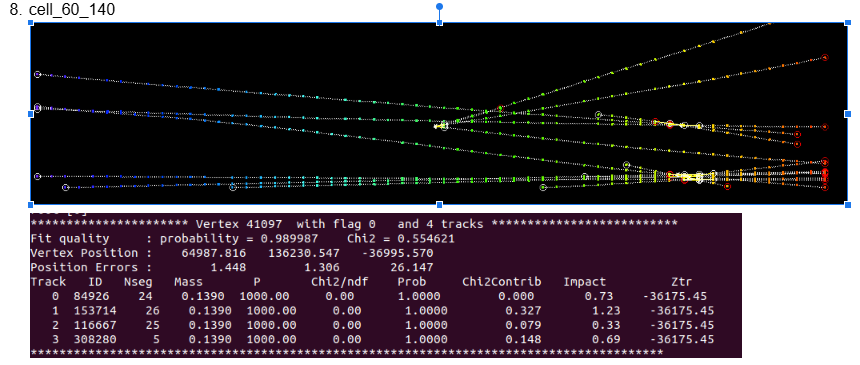 8. cell_60_140
********************* Vertex 41097 with flag 0 and 4 tracks **************************
Fit quality : probability = 0.989987 Chi2 = 0.554621
Vertex Position : 64987.816 136230.547 -36995.570
Position Errors : 1.448 1.306 26.147
Track ID Nseg Mass P Chi2/ndf Prob Chi2Contrib Impact Ztr
0 84926 24 0.1390 1000.00 0.00 1.0000 0.000 0.73 -36175.45
1 153714 26 0.1390 1000.00 0.00 1.0000 0.327 1.23 -36175.45
2 116667 25 0.1390 1000.00 0.00 1.0000 0.079 0.33 -36175.45
3 308280 5 0.1390 1000.00 0.00 1.0000 0.148 0.69 -36175.45
****************************************************************************************